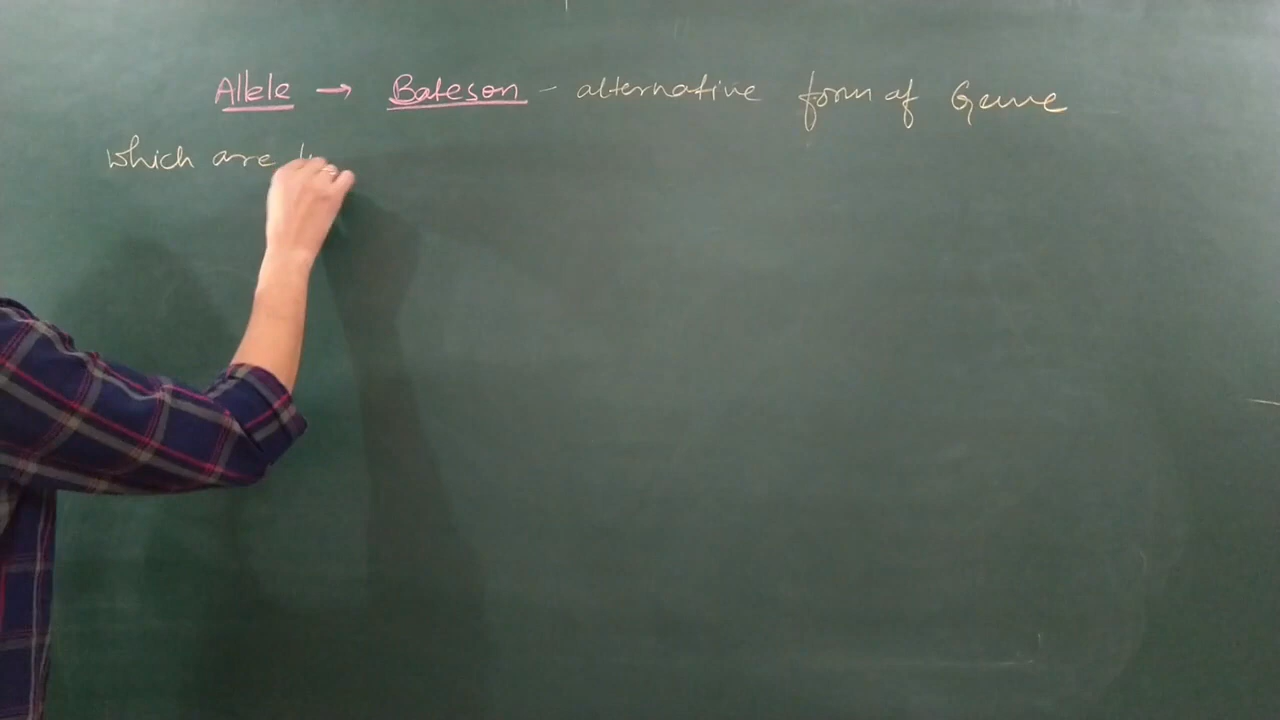 Allele → Bateson - alternative form of Gene
which are